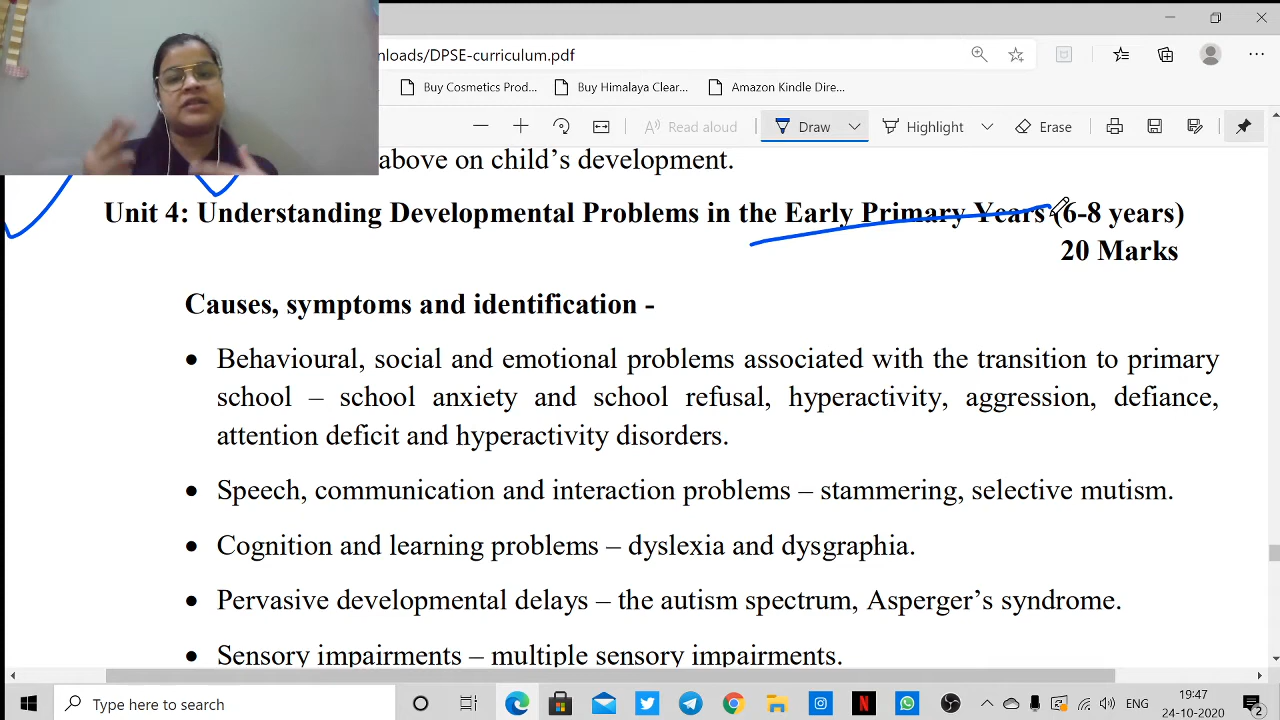 nloads/DPSE-curriculum.pdf
Buy Cosmetics Prod...
Buy Himalaya Clear...
Amazon Kindle Dire...
Read aloud
Draw
Highlight
Erase
above on child's development.
Unit 4: Understanding Developmental Problems in the Early Primary Years (6-8 years)
20 Marks
Causes, symptoms and identification -
• Behavioural, social and emotional problems associated with the transition to primary
school – school anxiety and school refusal, hyperactivity, aggression, defiance,
attention deficit and hyperactivity disorders.
• Speech, communication and interaction problems – stammering, selective mutism.
• Cognition and learning problems – dyslexia and dysgraphia.
• Pervasive developmental delays – the autism spectrum, Asperger's syndrome.
• Sensory impairments – multiple sensory impairments.
Type here to search
ENG
19:47
24-10-2020
2